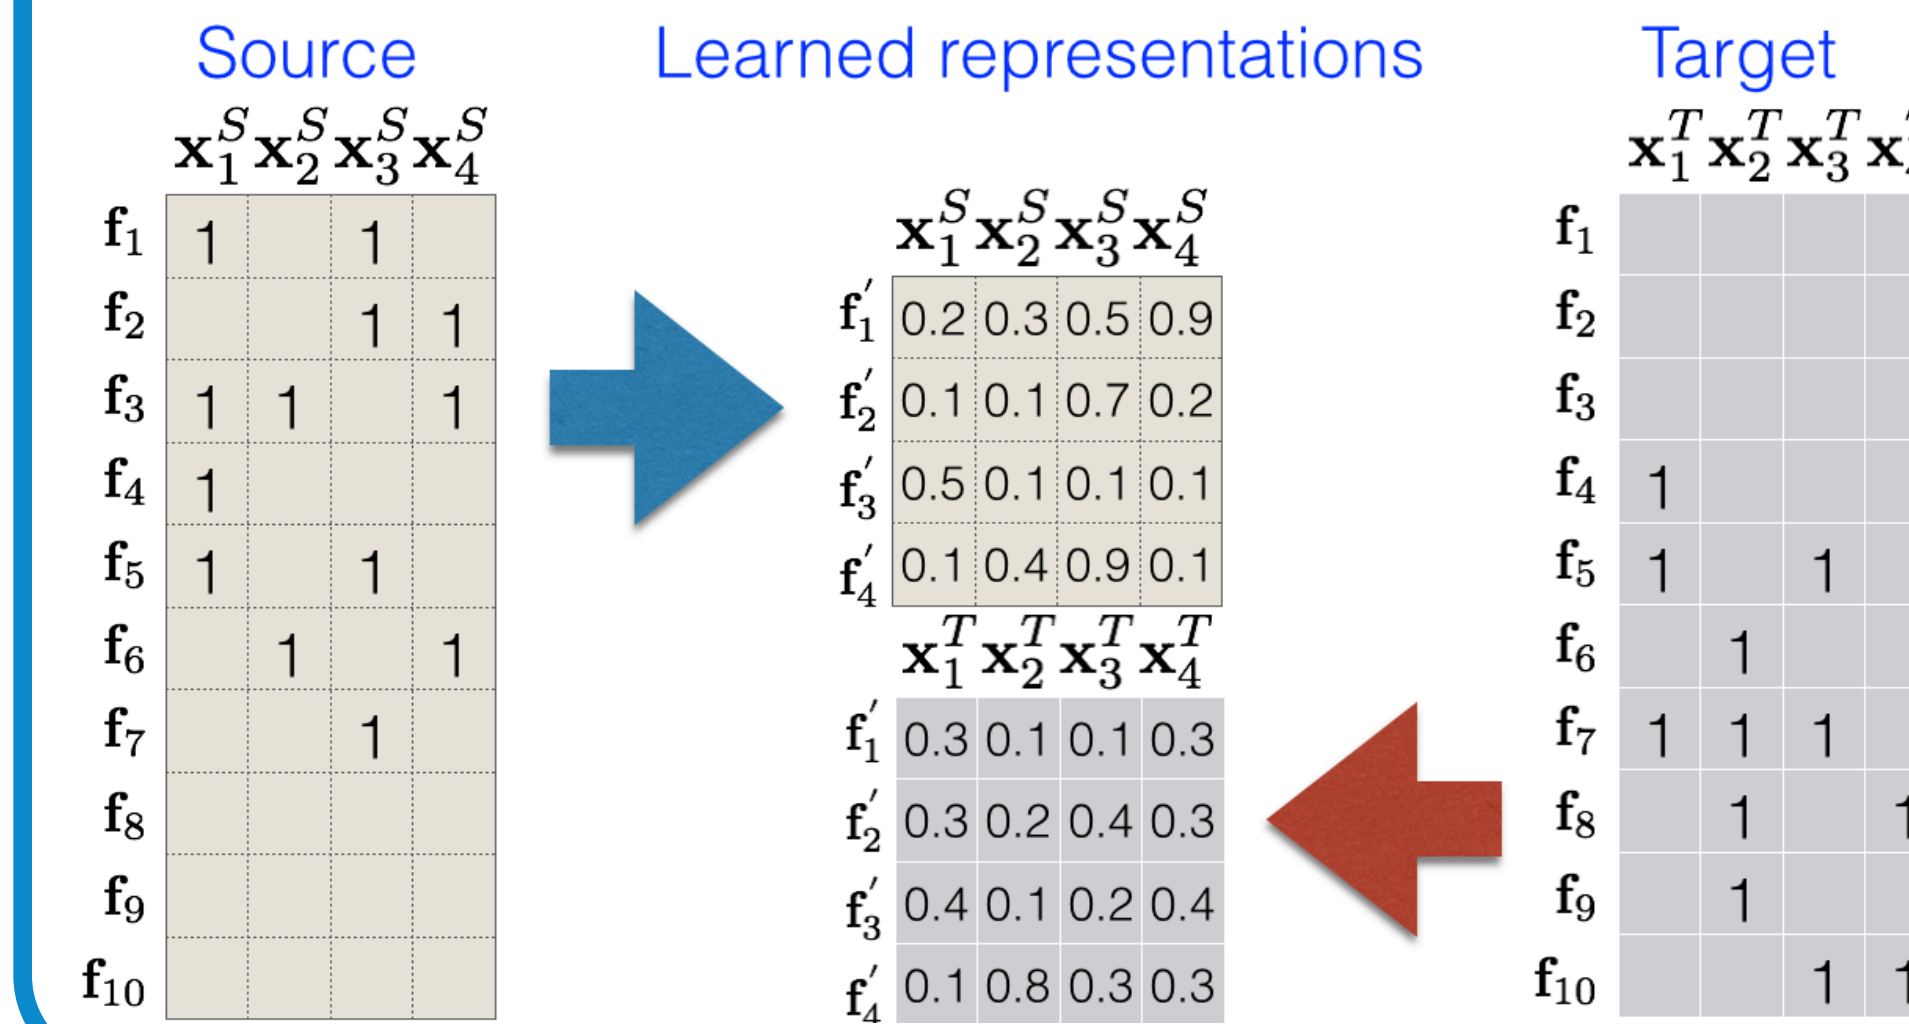 Source
x₁ˢ x₂ˢ x₃ˢ x₄ˢ
f₁ 1 1
f₂ 1 1
f₃ 1 1 1
f₄ 1
f₅ 1 1
f₆ 1 1
f₇ 1
f₈
f₉
f₁₀
Learned representations
x₁ˢ x₂ˢ x₃ˢ x₄ˢ
f₁′ 0.2 0.3 0.5 0.9
f₂′ 0.1 0.1 0.7 0.2
f₃′ 0.5 0.1 0.1 0.1
f₄′ 0.1 0.4 0.9 0.1
x₁ᵀ x₂ᵀ x₃ᵀ x₄ᵀ
f₁′ 0.3 0.1 0.1 0.3
f₂′ 0.3 0.2 0.4 0.3
f₃′ 0.4 0.1 0.2 0.4
f₄′ 0.1 0.8 0.3 0.3
Target
x₁ᵀ x₂ᵀ x₃ᵀ x
f₁
f₂
f₃
f₄ 1
f₅ 1 1
f₆ 1
f₇ 1 1 1
f₈ 1 1
f₉ 1
f₁₀ 1 1